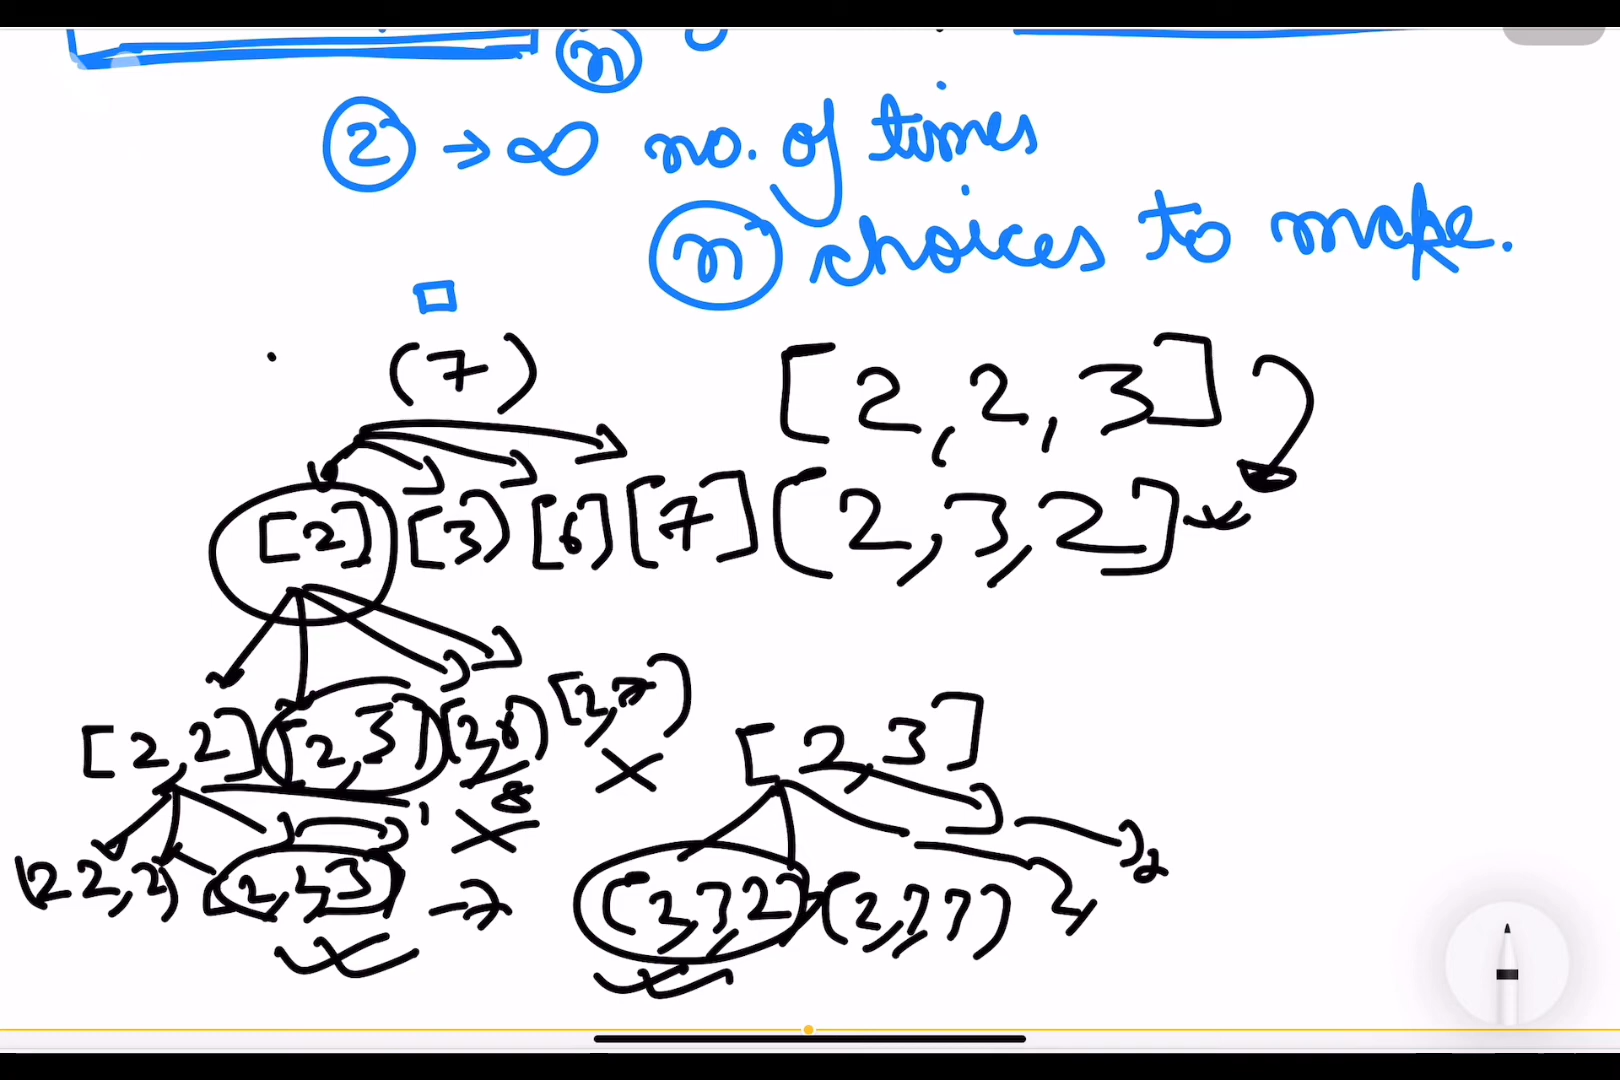 n
2 → ∞ no. of times
n choices to make.
(7) [2,2,3]
[2] [3) [6] [7] [2,3,2]
[2,2] [2,3] [2,6) [2,7) [2,3]
8
(2 2,2) [2,2,3] → (2,3,2) (2,3,3)